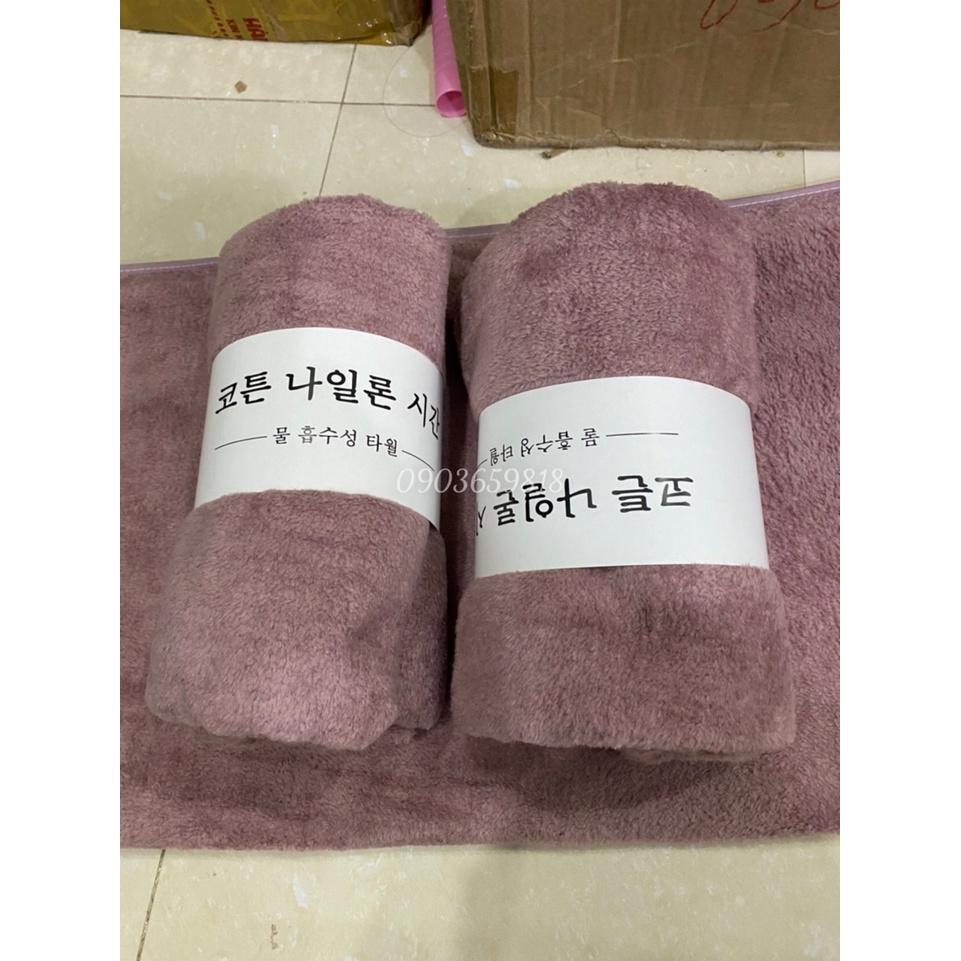 코튼 나일론 시간
물 흡수성 타월
0903659818
물 흡수성 타월
코튼 나일론